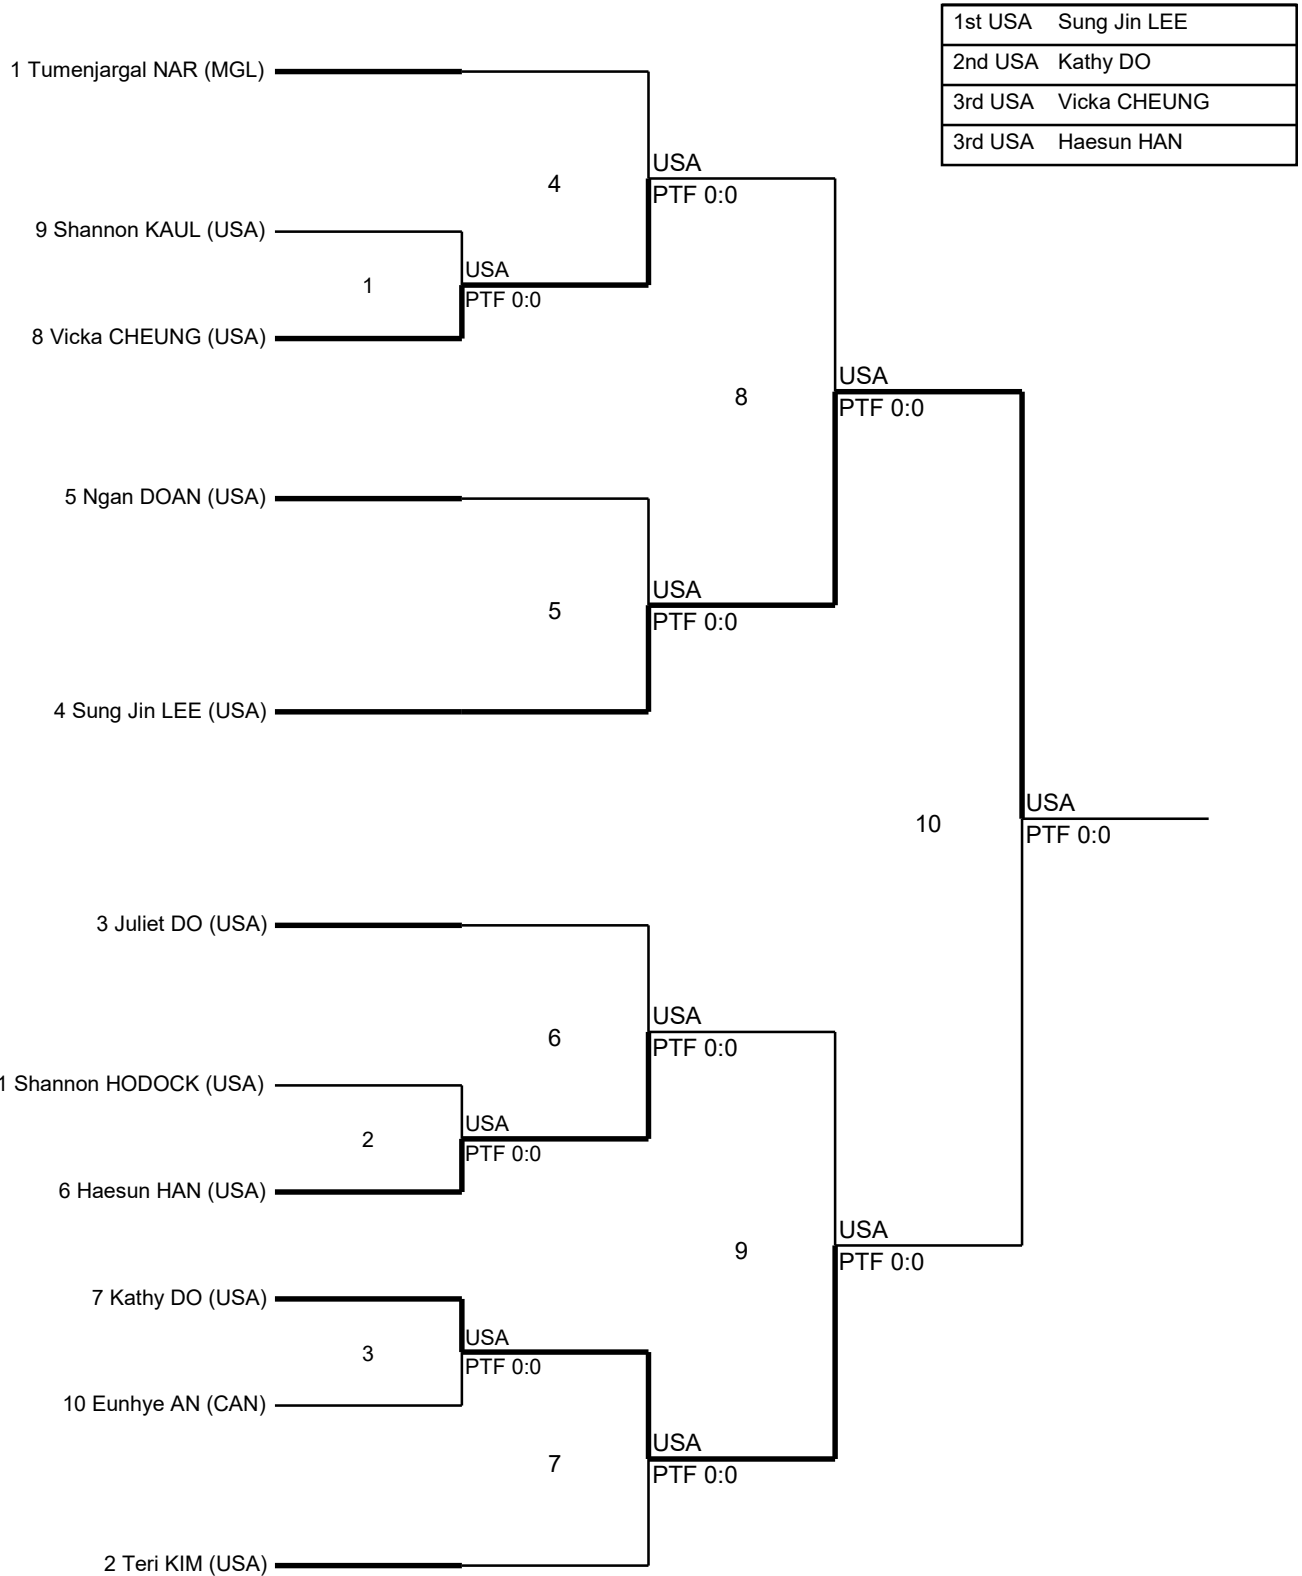 1st USA Sung Jin LEE
2nd USA Kathy DO
3rd USA Vicka CHEUNG
3rd USA Haesun HAN
1 Tumenjargal NAR (MGL)
USA
4
PTF 0:0
9 Shannon KAUL (USA)
USA
1
PTF 0:0
8 Vicka CHEUNG (USA)
USA
8
PTF 0:0
5 Ngan DOAN (USA)
USA
5
PTF 0:0
4 Sung Jin LEE (USA)
USA
10
PTF 0:0
3 Juliet DO (USA)
USA
6
PTF 0:0
1 Shannon HODOCK (USA)
USA
2
PTF 0:0
6 Haesun HAN (USA)
USA
9
PTF 0:0
7 Kathy DO (USA)
USA
3
PTF 0:0
10 Eunhye AN (CAN)
USA
7
PTF 0:0
2 Teri KIM (USA)